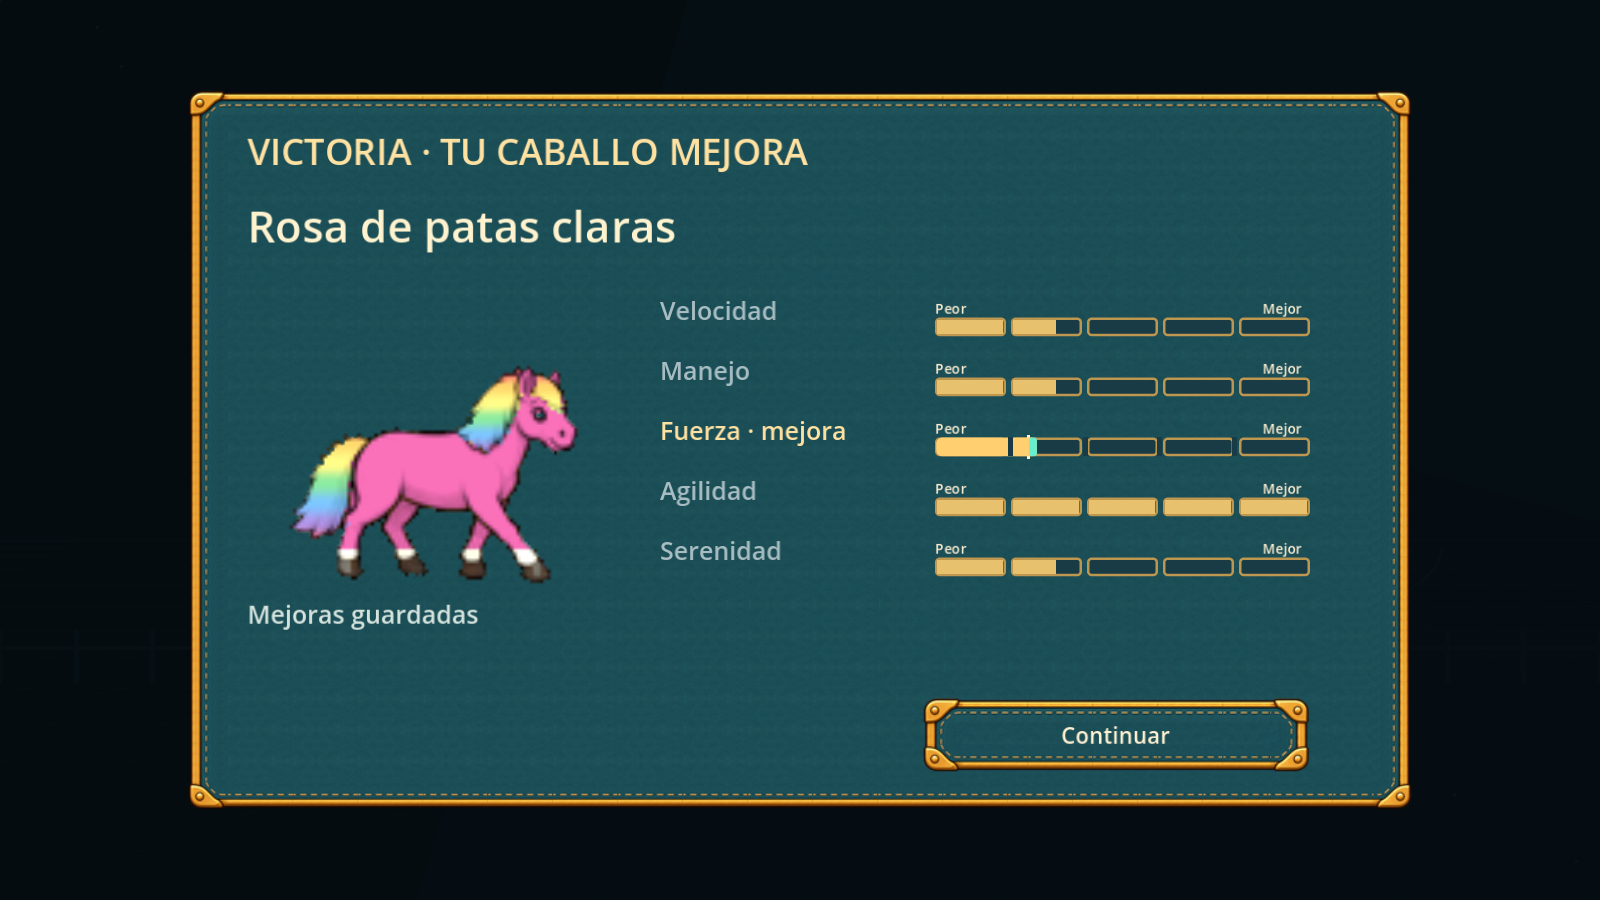 VICTORIA · TU CABALLO MEJORA
Rosa de patas claras
Velocidad
Peor Mejor
Manejo
Peor Mejor
Fuerza · mejora
Peor Mejor
Agilidad
Peor Mejor
Serenidad
Peor Mejor
Mejoras guardadas
Continuar